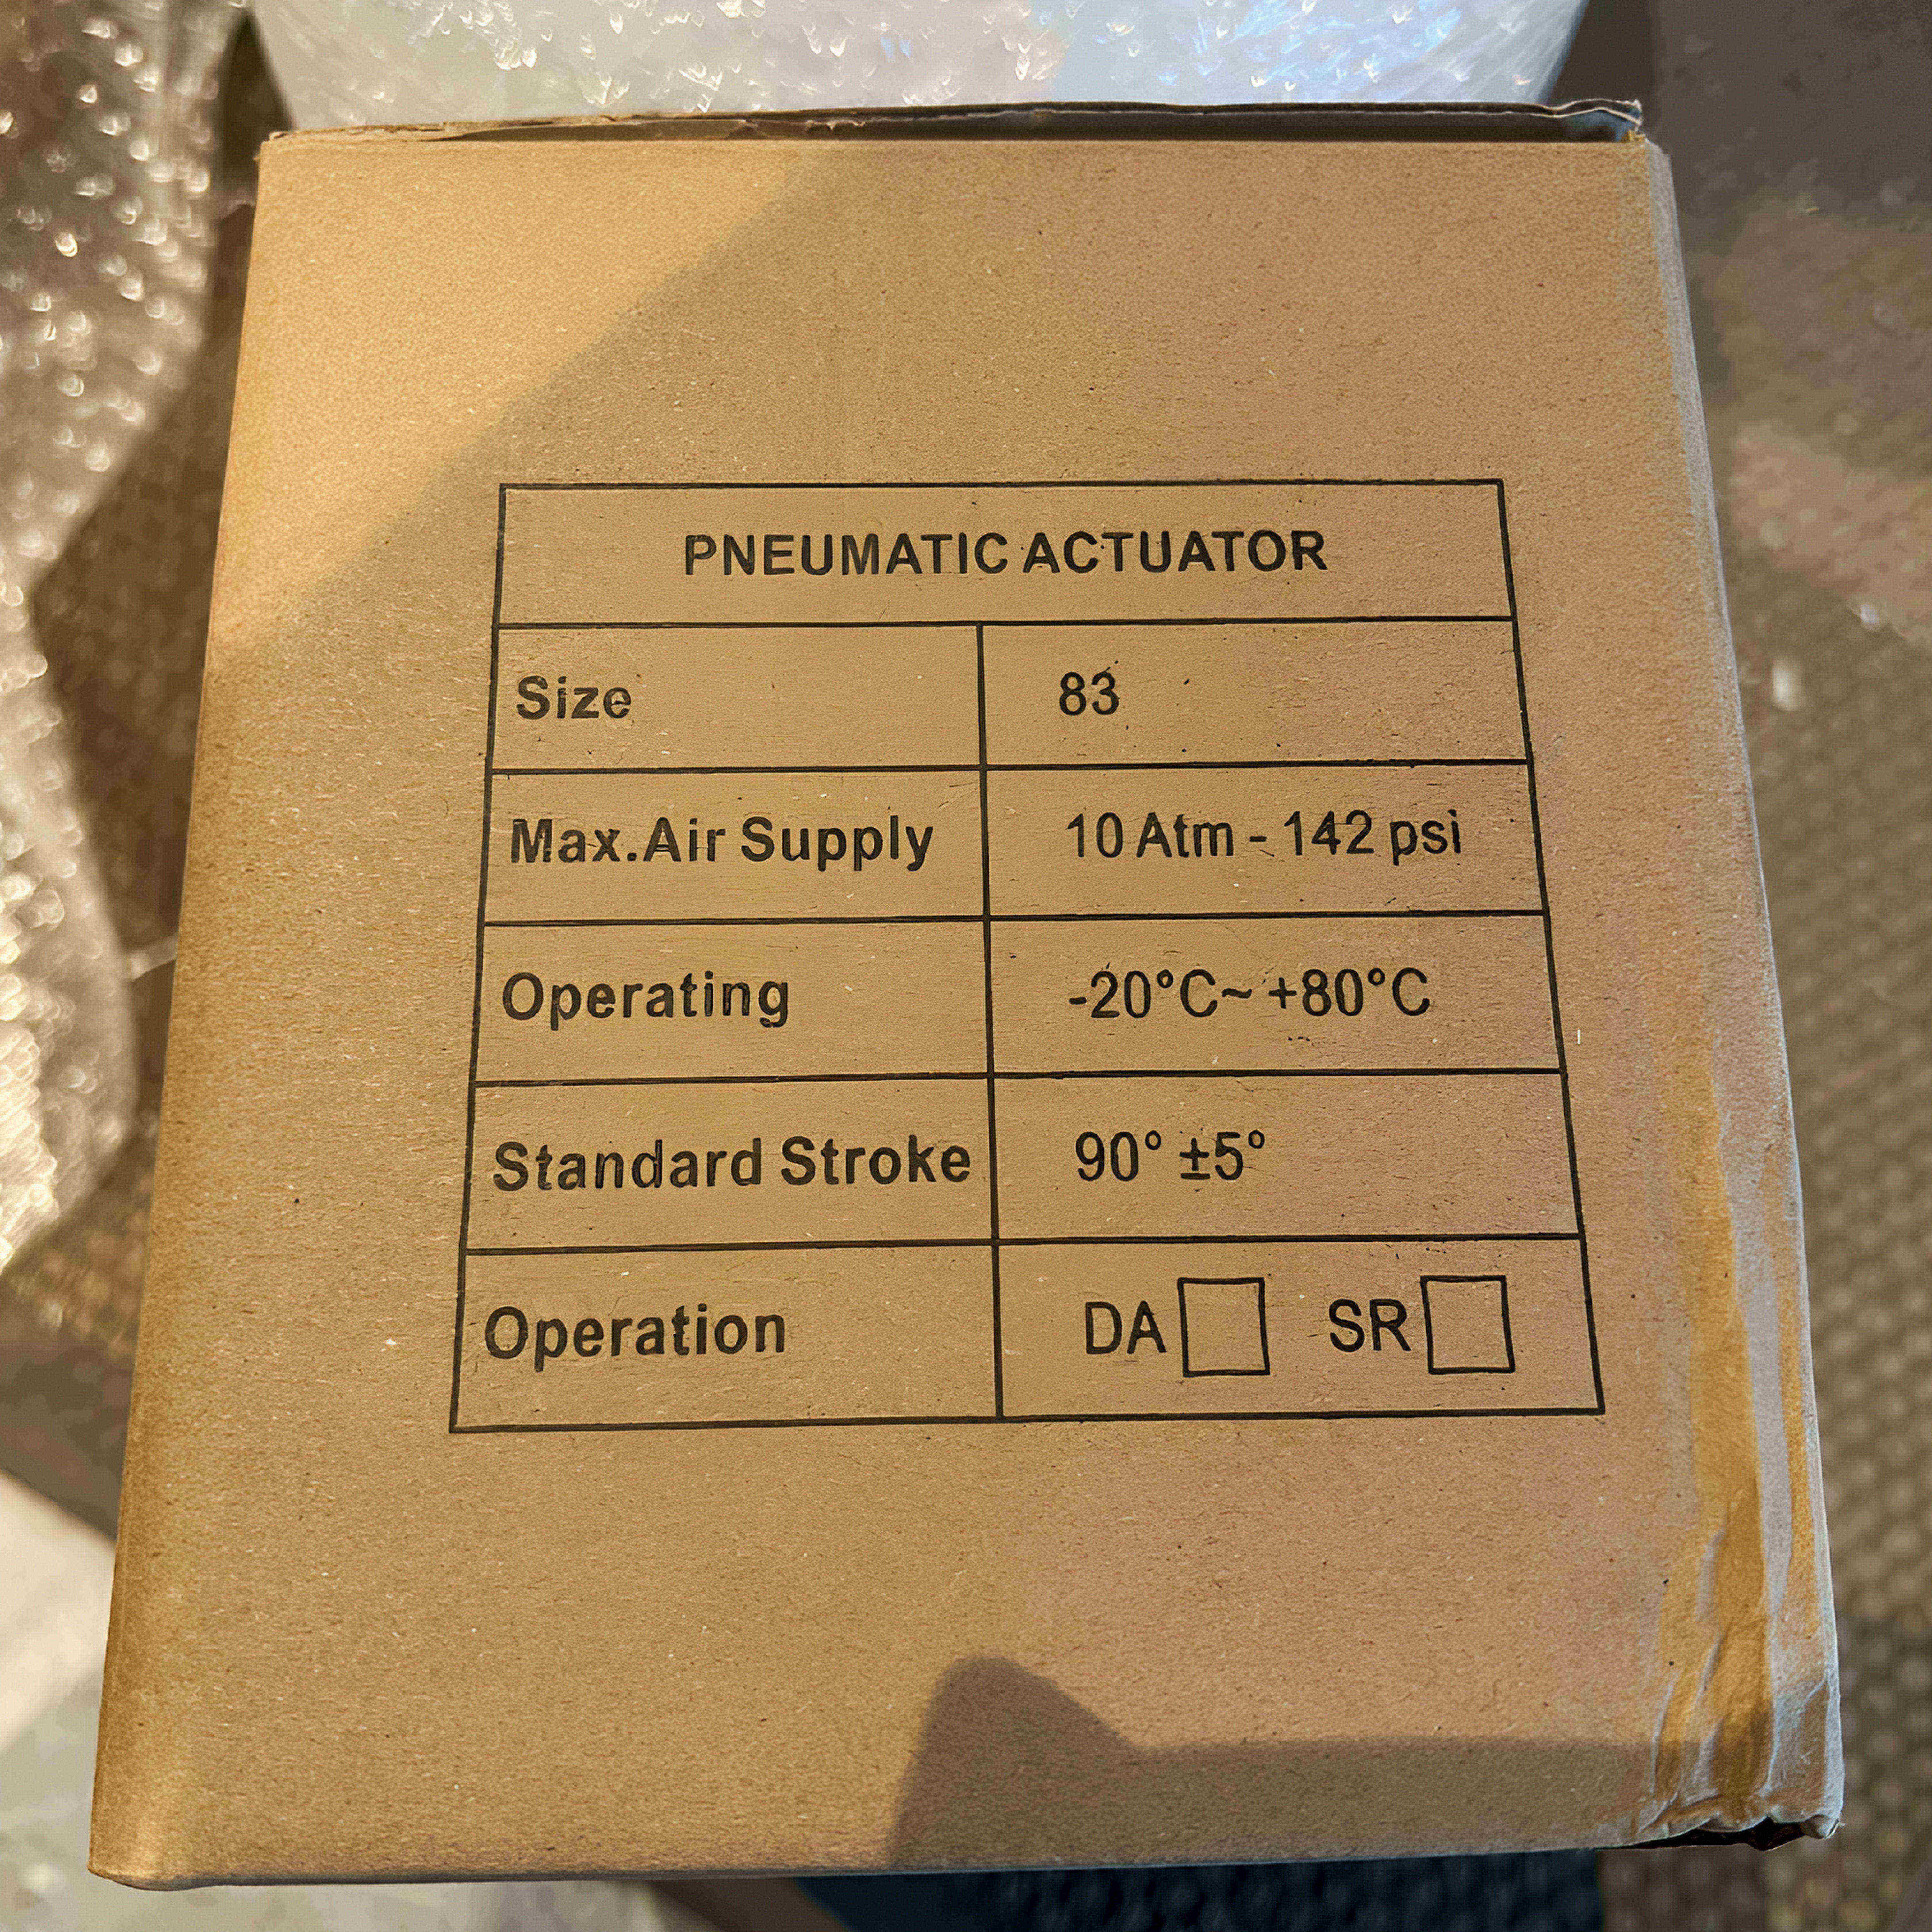 PNEUMATIC ACTUATOR
Size 83
Max.Air Supply 10 Atm - 142 psi
Operating -20°C~ +80°C
Standard Stroke 90° ±5°
Operation DA SR